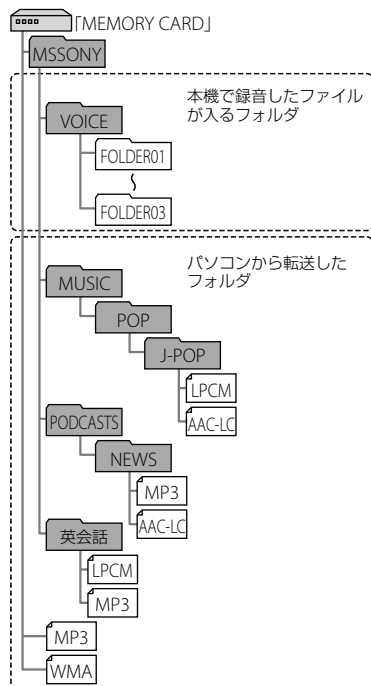 「MEMORY CARD」
MSSONY
本機で録音したファイル
が入るフォルダ
VOICE
FOLDER01
〜
FOLDER03
パソコンから転送した
フォルダ
MUSIC
POP
J-POP
LPCM
AAC-LC
PODCASTS
NEWS
MP3
AAC-LC
英会話
LPCM
MP3
MP3
WMA